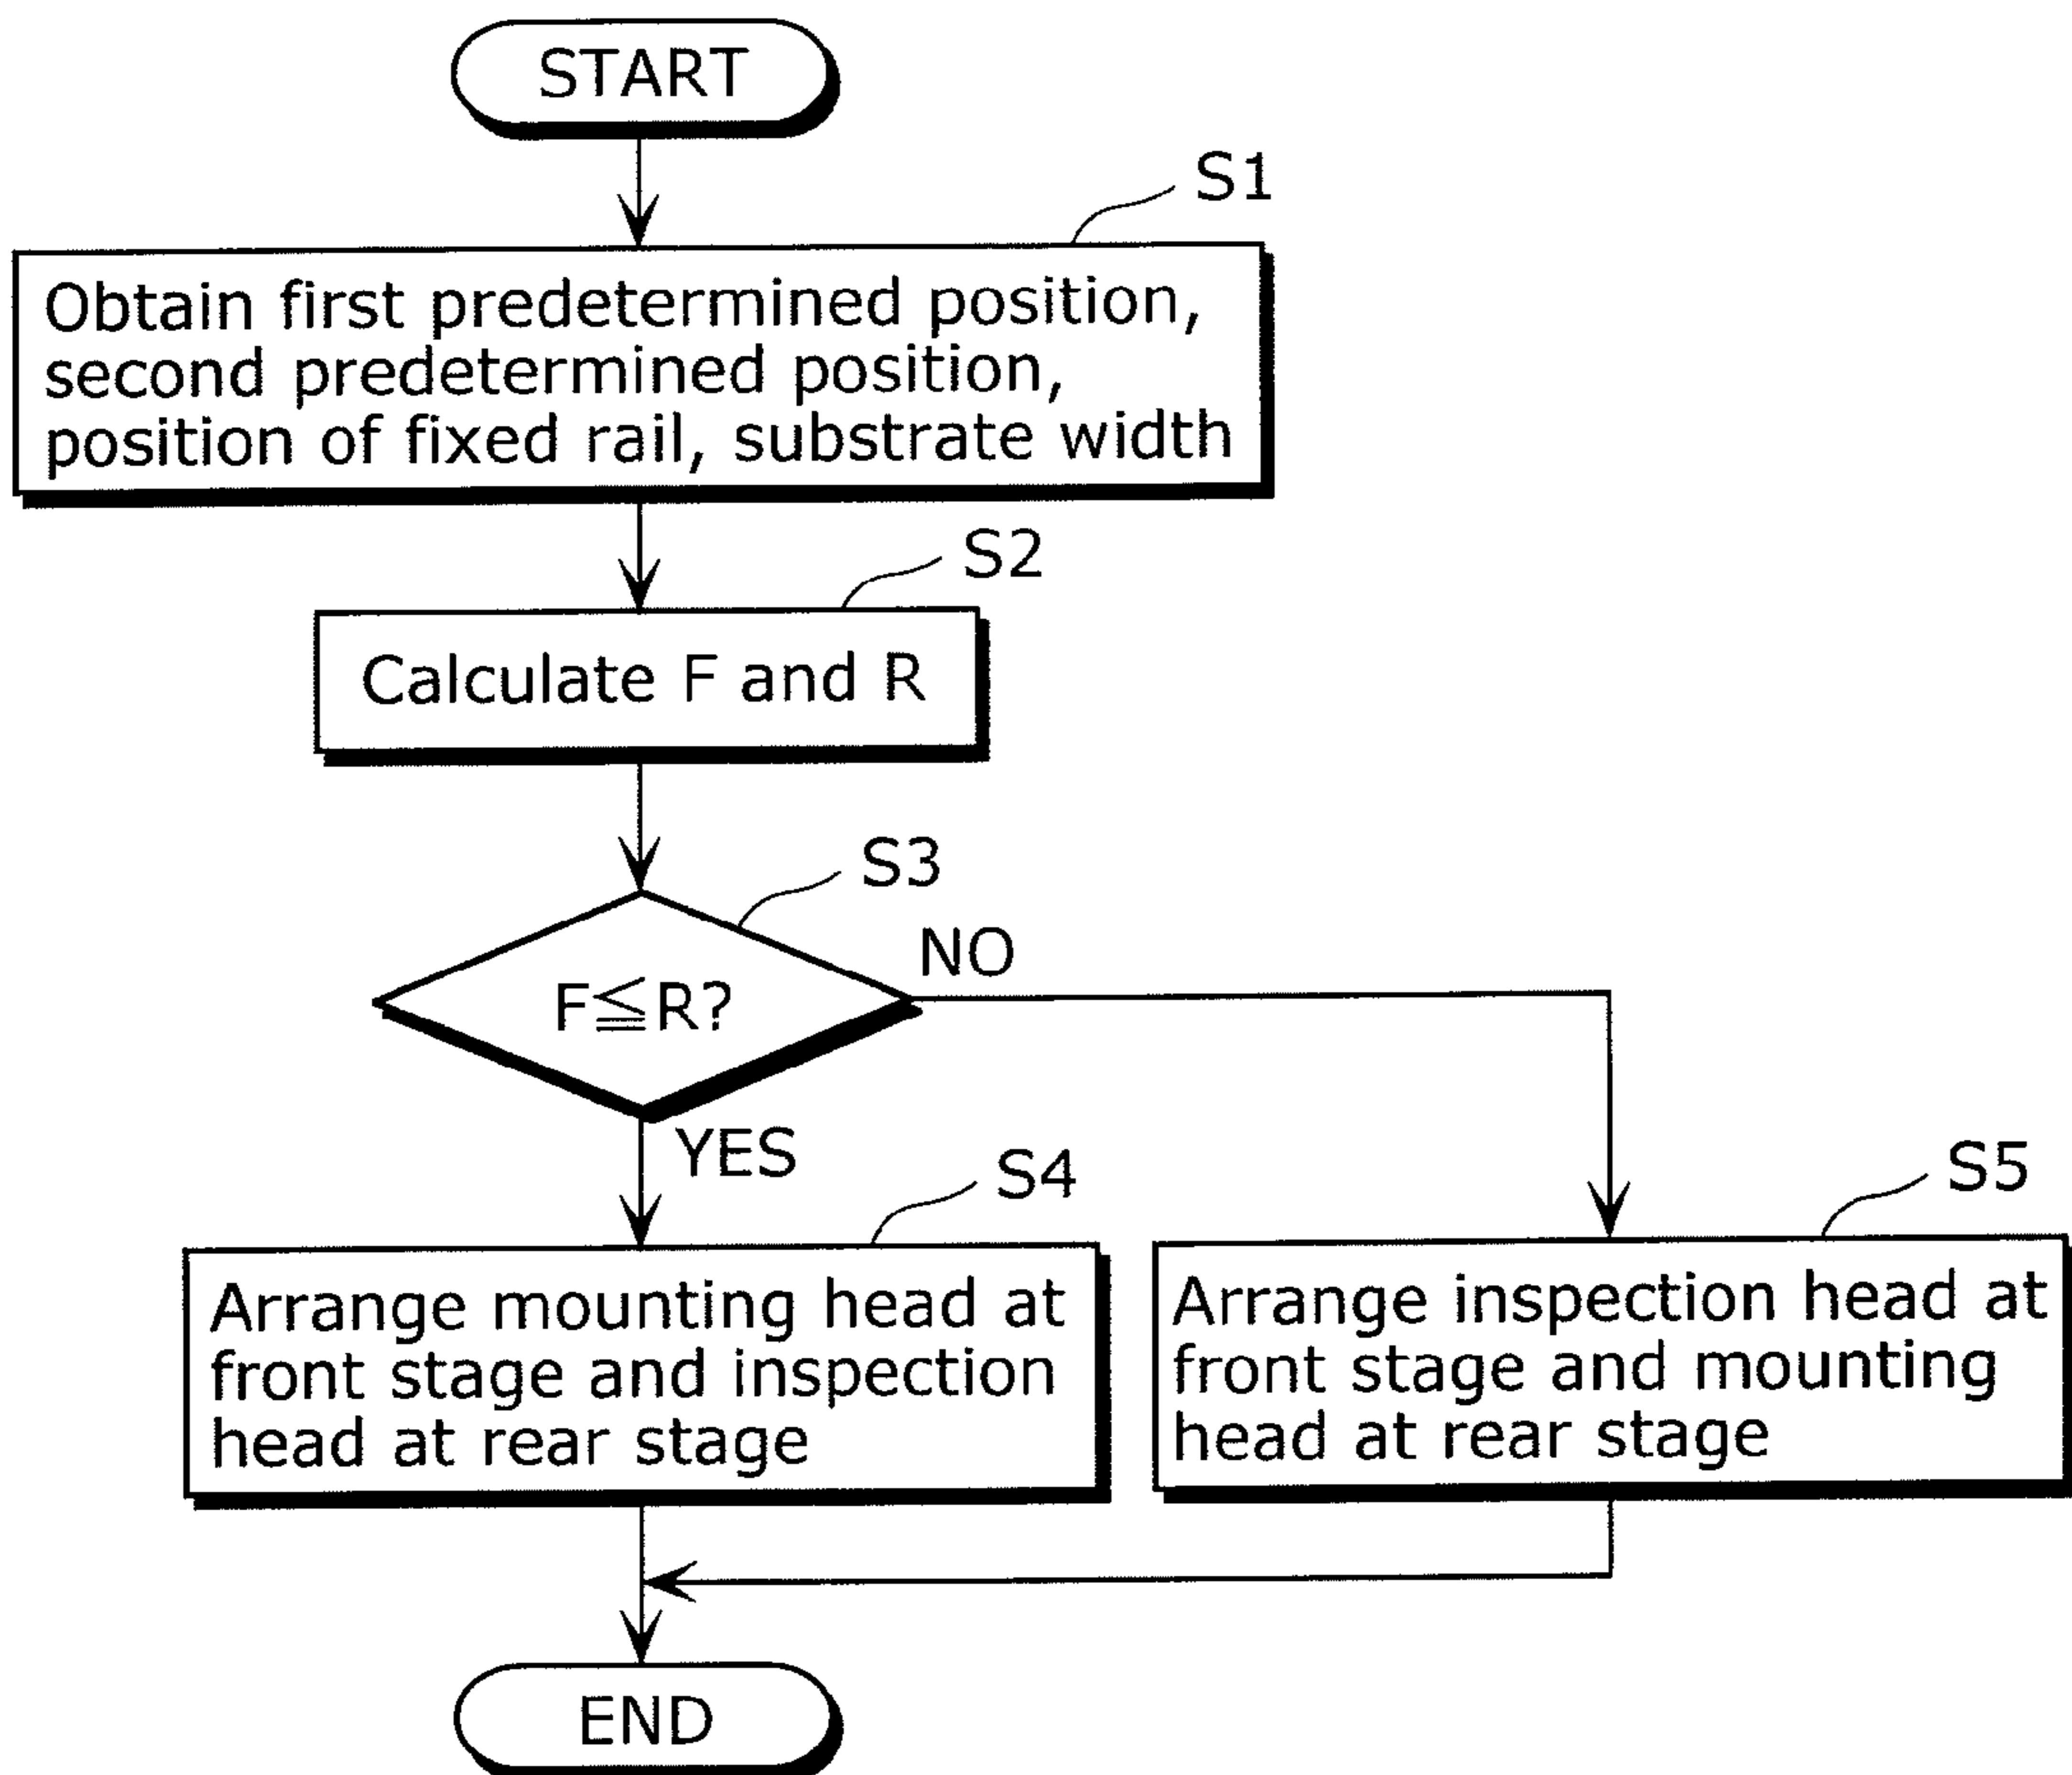 START
S1
Obtain first predetermined position,
second predetermined position,
position of fixed rail, substrate width
S2
Calculate F and R
S3
F≦R?
NO
YES
S4
Arrange mounting head at
front stage and inspection
head at rear stage
S5
Arrange inspection head at
front stage and mounting
head at rear stage
END